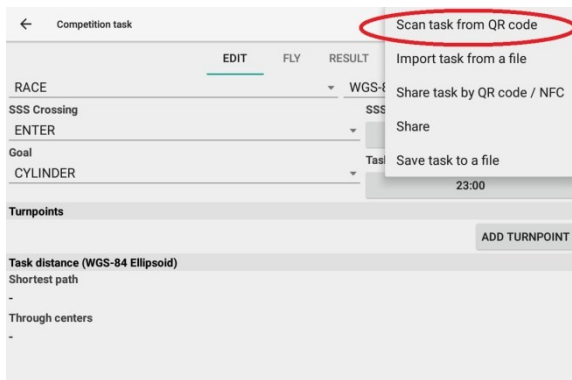 Competition task
Scan task from QR code
Import task from a file
Share task by QR code / NFC
Share
Save task to a file
EDIT FLY RESULT
RACE
WGS-8
SSS Crossing
SSS
ENTER
Goal
Tas
CYLINDER
23:00
Turnpoints
ADD TURNPOINT
Task distance (WGS-84 Ellipsoid)
Shortest path
-
Through centers
-